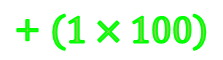 + (1 × 100)